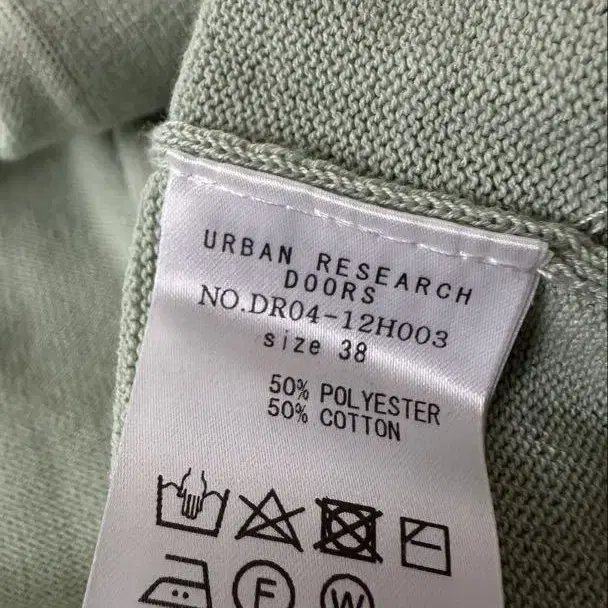 URBAN RESEARCH
DOORS
NO.DR04-12H003
size 38
50% POLYESTER
50% COTTON
F
W